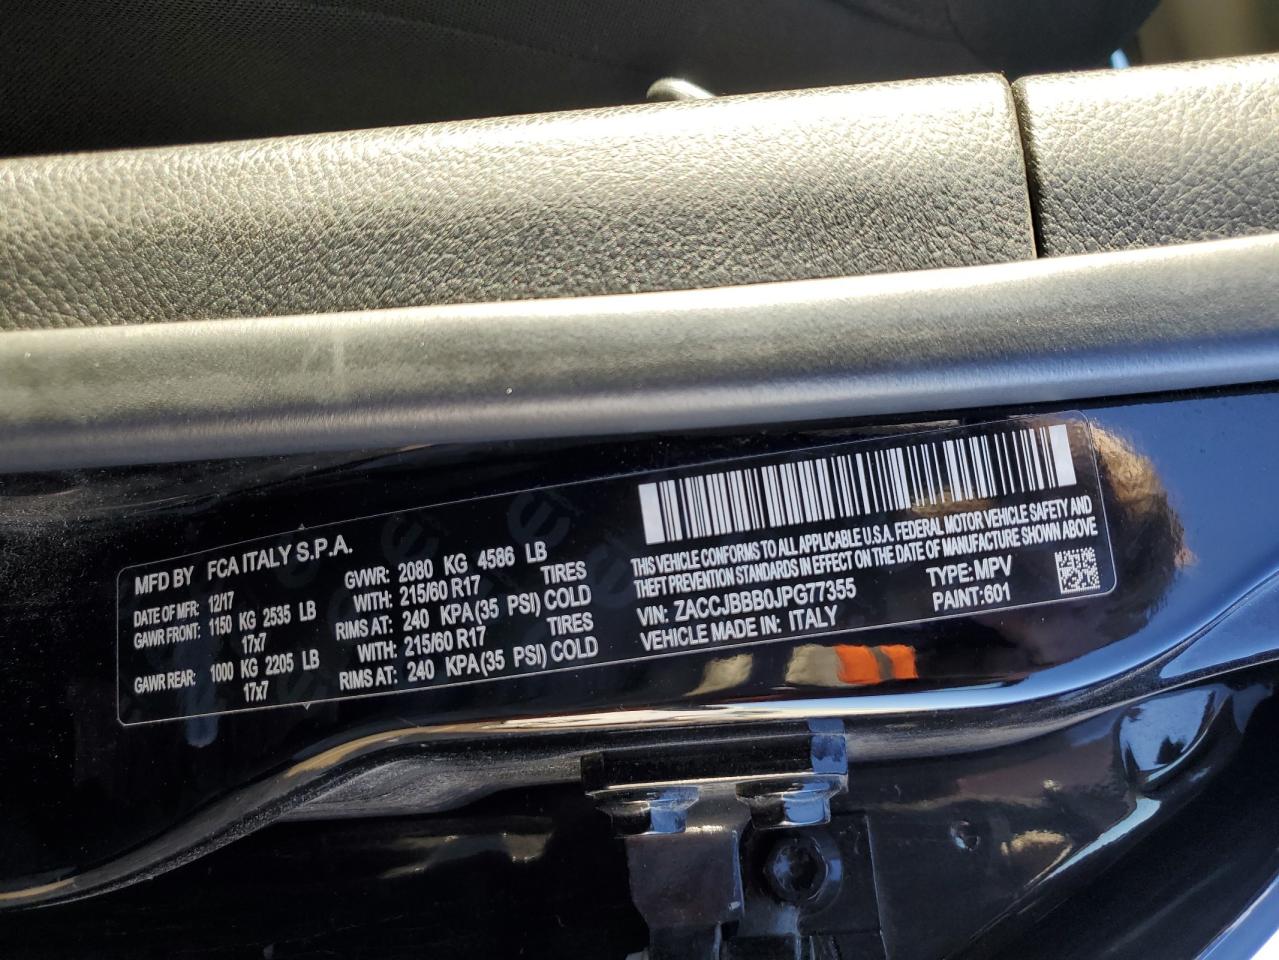 MFD BY FCA ITALY S.P.A.
DATE OF MFR: 12/17 GVWR: 2080 KG 4586 LB
GAWR FRONT: 1150 KG 2535 LB WITH: 215/60 R17 TIRES
17x7 RIMS AT: 240 KPA(35 PSI) COLD
GAWR REAR: 1000 KG 2205 LB WITH: 215/60 R17 TIRES
17x7 RIMS AT: 240 KPA(35 PSI) COLD
THIS VEHICLE CONFORMS TO ALL APPLICABLE U.S.A. FEDERAL MOTOR VEHICLE SAFETY AND
THEFT PREVENTION STANDARDS IN EFFECT ON THE DATE OF MANUFACTURE SHOWN ABOVE
VIN: ZACCJBBB0JPG77355 TYPE: MPV
VEHICLE MADE IN: ITALY PAINT: 601